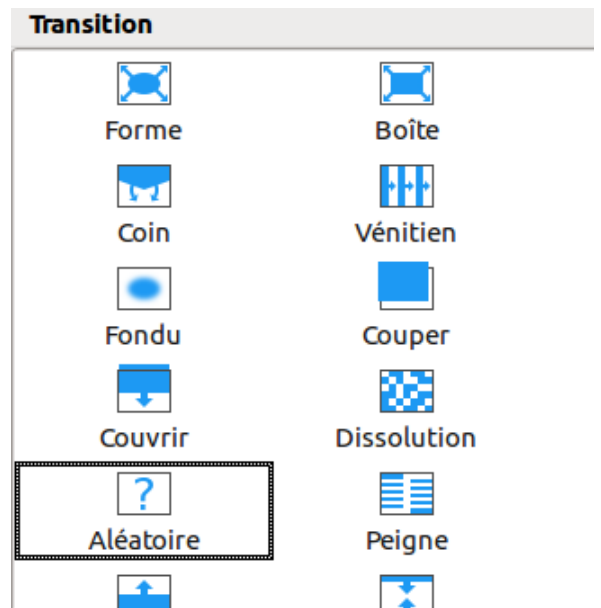 Transition
Forme Boîte
Coin Vénitien
Fondu Couper
Couvrir Dissolution
?
Aléatoire Peigne